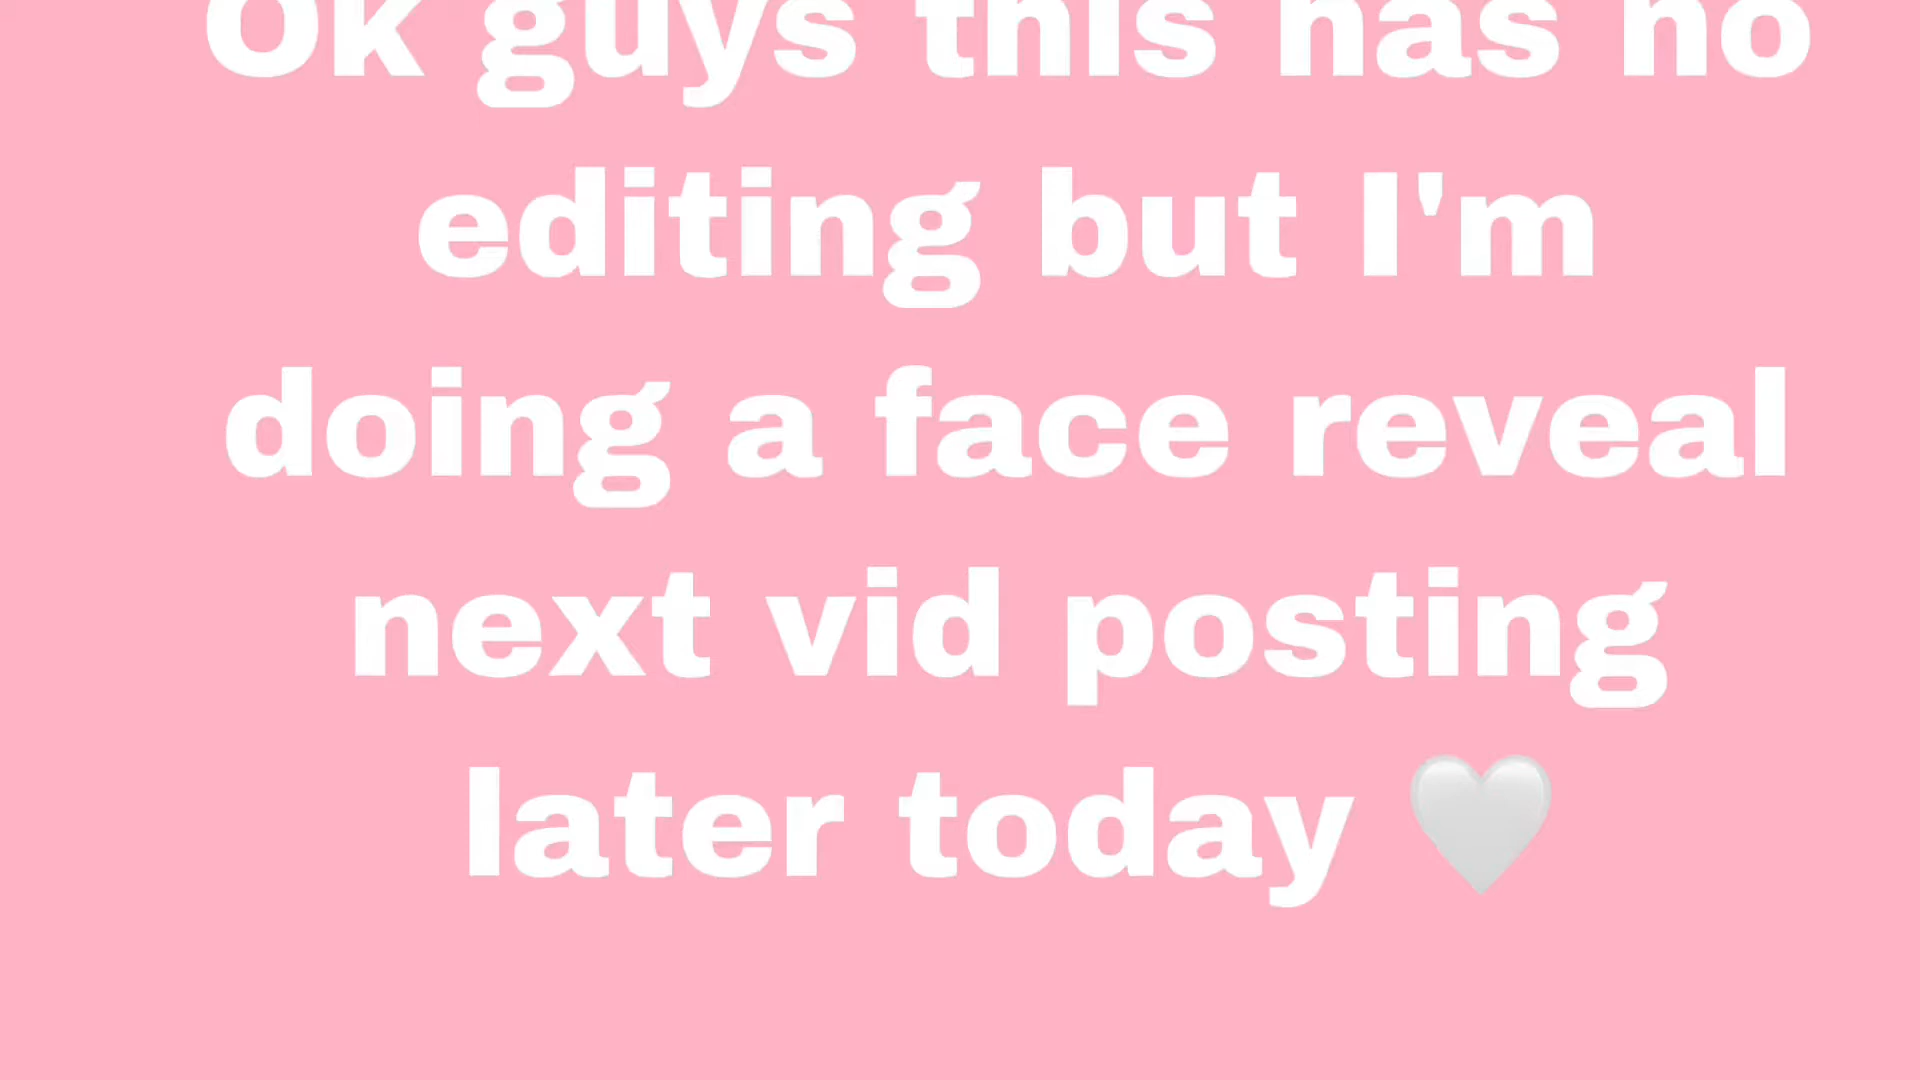 Ok guys this has no
editing but I'm
doing a face reveal
next vid posting
later today 🤍